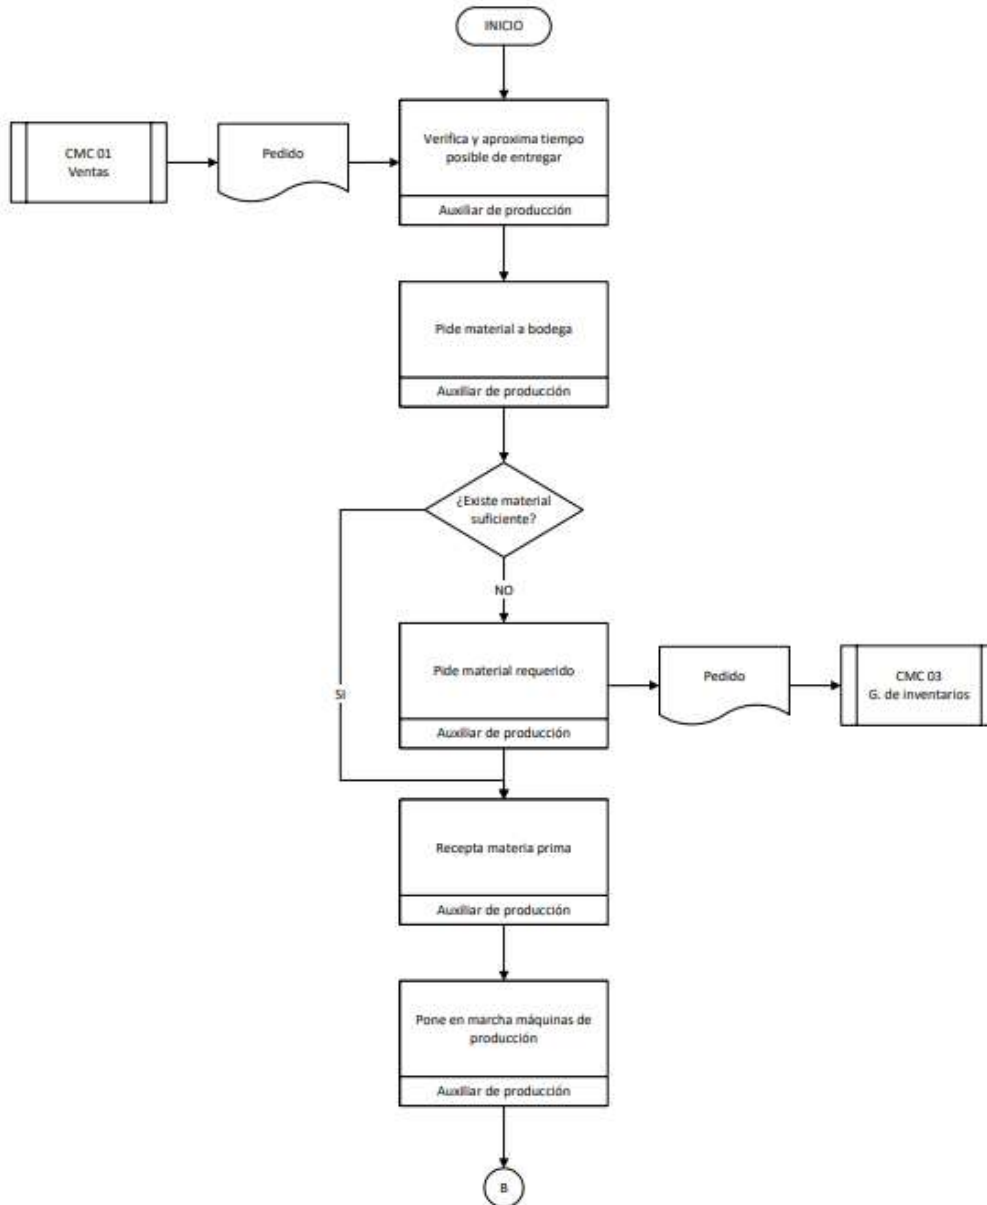 INICIO
CMC 01
Ventas
Pedido
Verifica y aproxima tiempo
posible de entregar
Auxiliar de producción
Pide material a bodega
Auxiliar de producción
¿Existe material
suficiente?
NO
SI
Pide material requerido
Auxiliar de producción
Pedido
CMC 03
G. de inventarios
Recepta materia prima
Auxiliar de producción
Pone en marcha máquinas de
producción
Auxiliar de producción
B